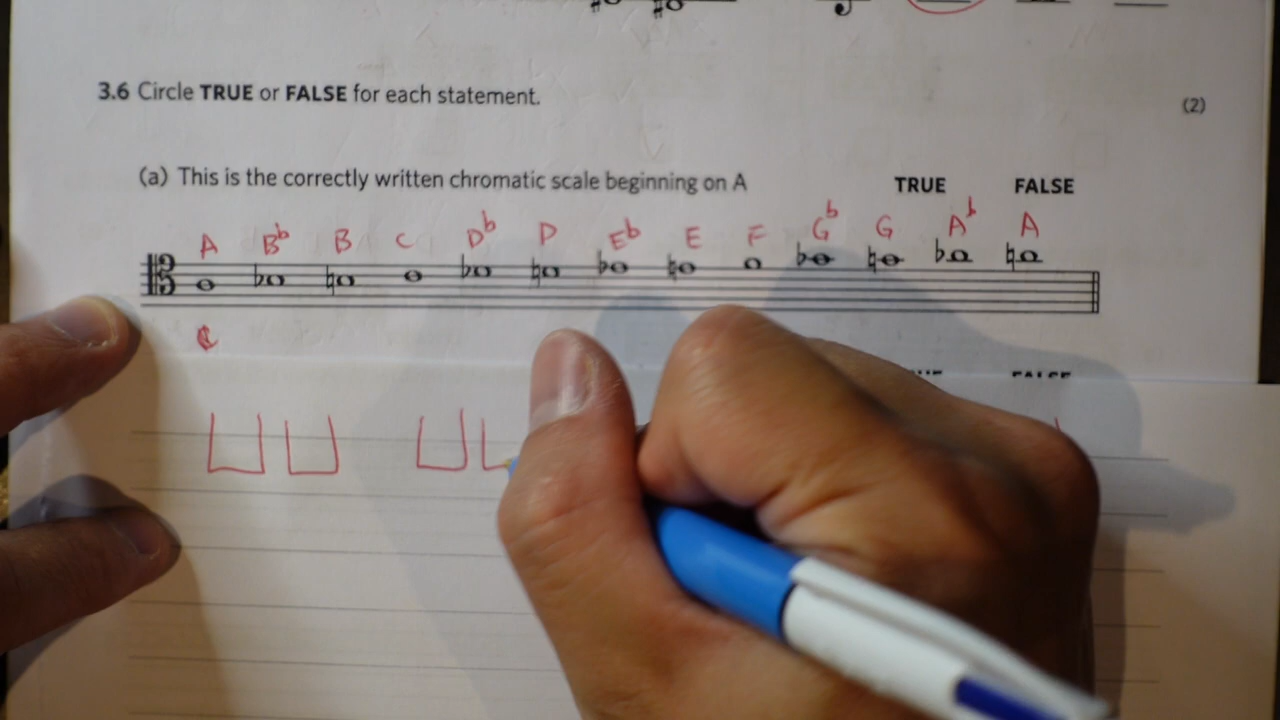 3.6 Circle TRUE or FALSE for each statement.
(2)
(a) This is the correctly written chromatic scale beginning on A TRUE FALSE
A B♭ B C D♭ D E♭ E F G♭ G A♭ A